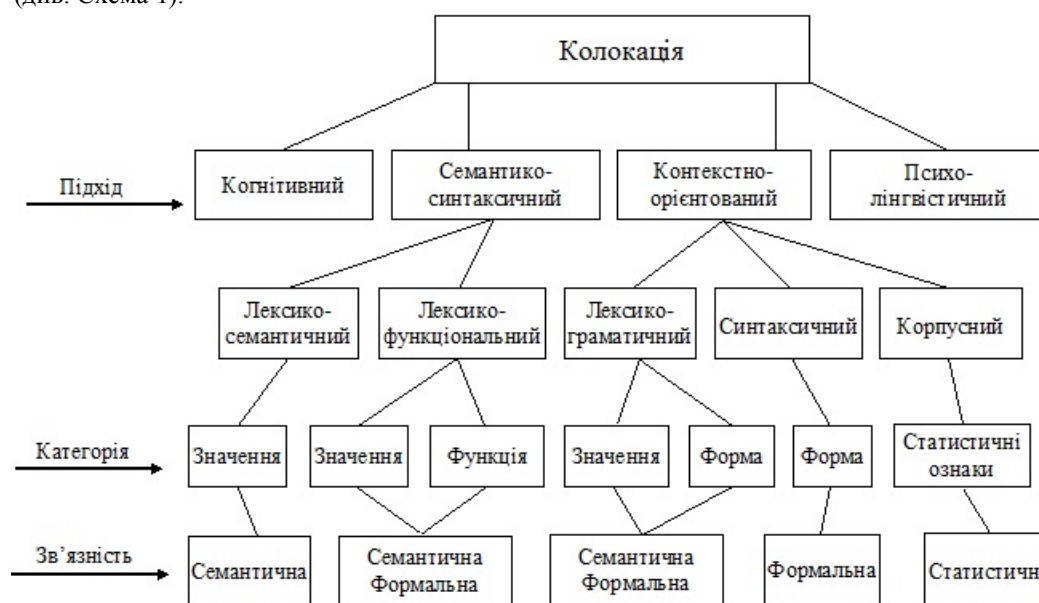 (див. Схема 1).
Колокація
Підхід
Когнітивний
Семантико-
синтаксичний
Контекстно-
орієнтований
Психо-
лінгвістичний
Лексико-
семантичний
Лексико-
функціональний
Лексико-
граматичний
Синтаксичний
Корпусний
Категорія
Значення
Значення
Функція
Значення
Форма
Форма
Статистичні
ознаки
Зв’язність
Семантична
Семантична
Формальна
Семантична
Формальна
Формальна
Статистичн